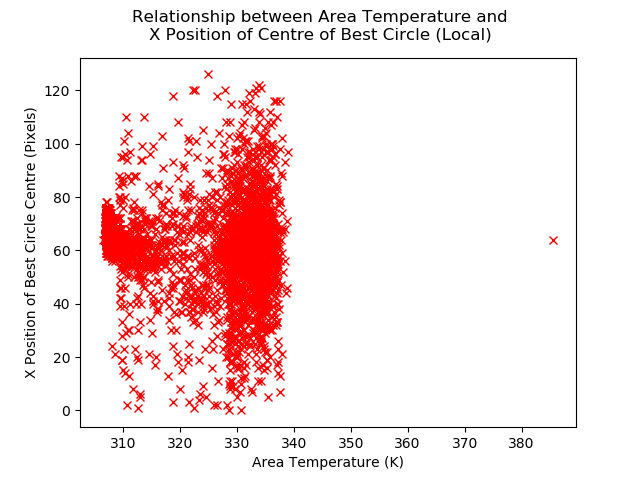 Relationship between Area Temperature and
X Position of Centre of Best Circle (Local)
X Position of Best Circle Centre (Pixels)
120
100
80
60
40
20
0
310 320 330 340 350 360 370 380
Area Temperature (K)